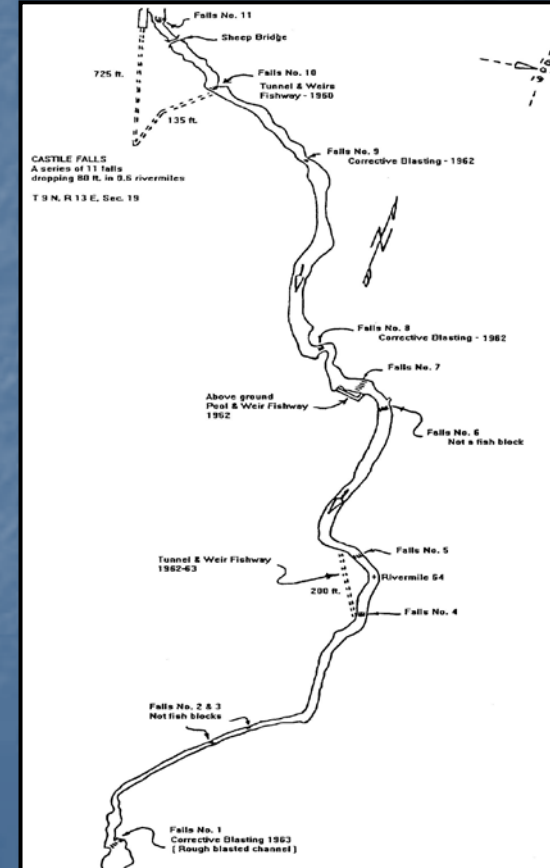 Falls No. 11
Sheep Bridge
725 ft.
Falls No. 10
Tunnel & Weirs
Fishway - 1960
135 ft.
19
Falls No. 9
Corrective Blasting - 1962
CASTILE FALLS
A series of 11 falls
dropping 80 ft. in 0.6 rivermiles
T 9 N, R 13 E, Sec. 19
Falls No. 8
Corrective Blasting - 1962
Falls No. 7
Above ground
Pool & Weir Fishway
1962
Falls No. 6
Not a fish block
Tunnel & Weir Fishway
1962-63
Falls No. 5
Rivermile 64
200 ft.
Falls No. 4
Falls No. 2 & 3
Not fish blocks
Falls No. 1
Corrective Blasting 1963
( Rough blasted channel )